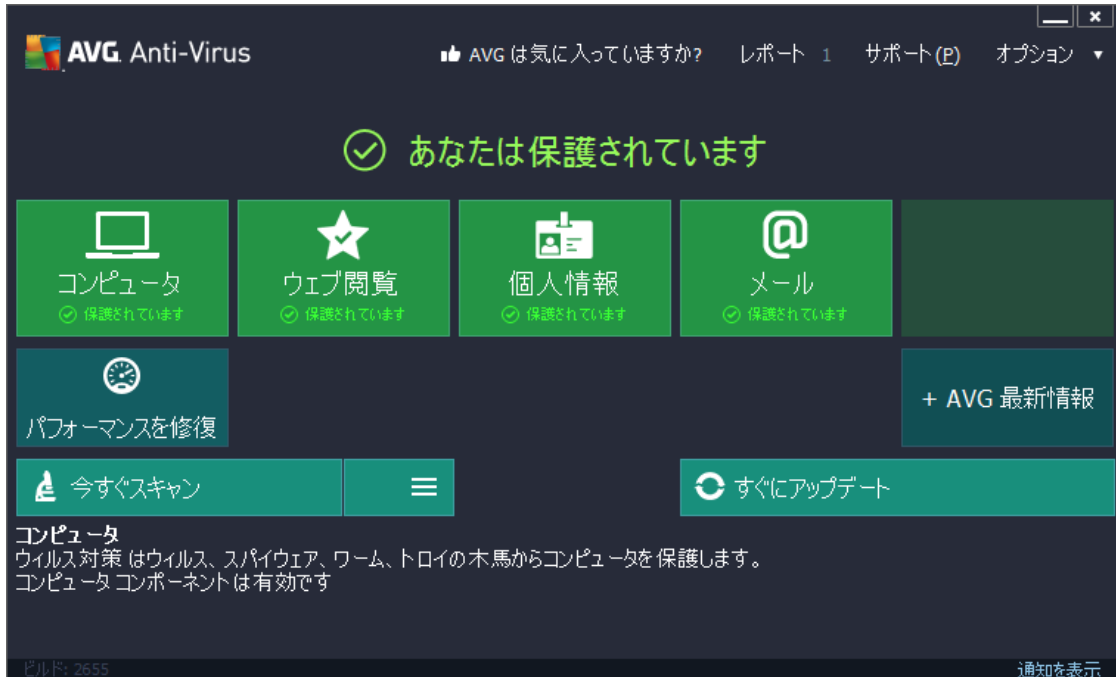 AVG Anti-Virus
AVG は気に入っていますか? レポート 1 サポート(P) オプション
あなたは保護されています
コンピュータ
保護されています
ウェブ閲覧
保護されています
個人情報
保護されています
メール
保護されています
パフォーマンスを修復
+ AVG 最新情報
今すぐスキャン
すぐにアップデート
コンピュータ
ウィルス対策 はウィルス、スパイウェア、ワーム、トロイの木馬からコンピュータを保護します。
コンピュータ コンポーネントは有効です
ビルド: 2655
通知を表示